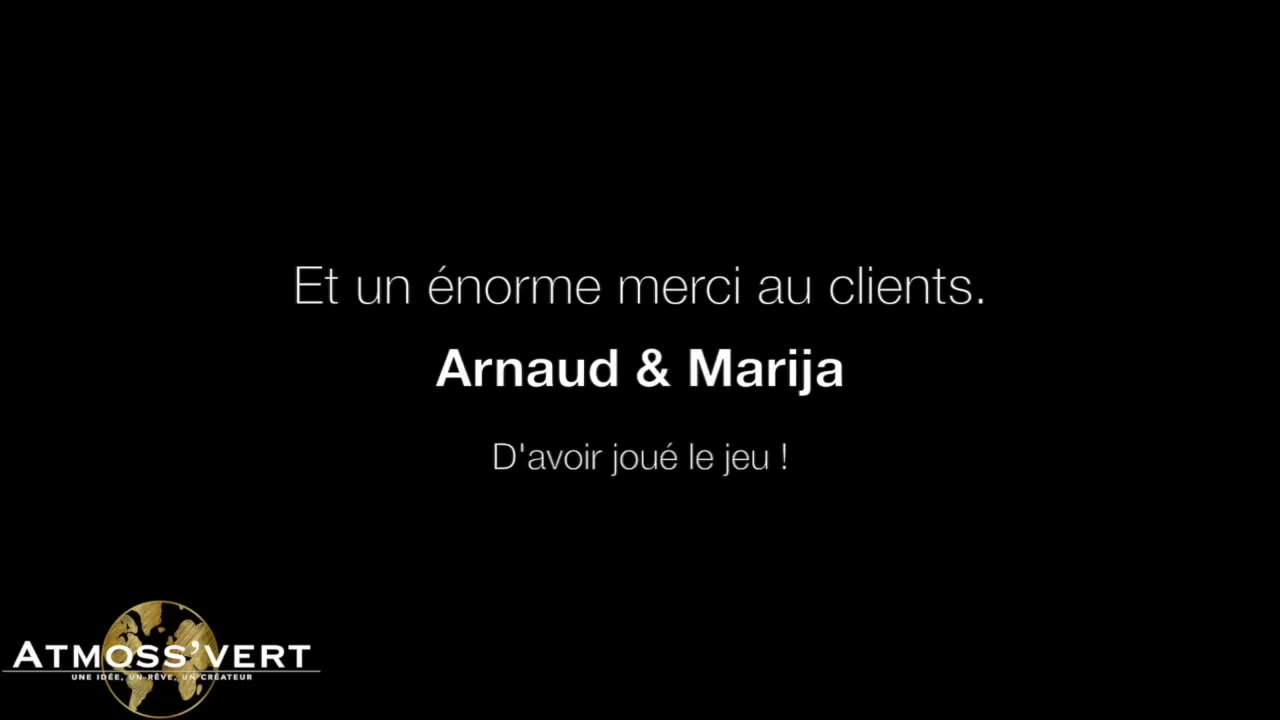 Et un énorme merci au clients.
Arnaud & Marija
D'avoir joué le jeu !
ATMOSS'VERT
UNE IDÉE, UN RÊVE, UN CRÉATEUR